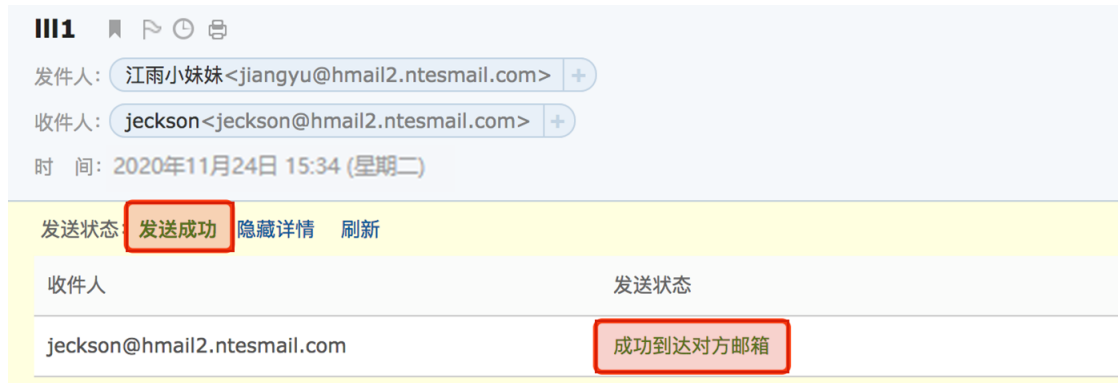 lll1
发件人：江雨小妹妹<jiangyu@hmail2.ntesmail.com> +
收件人：jeckson<jeckson@hmail2.ntesmail.com> +
时 间：2020年11月24日 15:34 (星期二)
发送状态：发送成功 隐藏详情 刷新
收件人 发送状态
jeckson@hmail2.ntesmail.com 成功到达对方邮箱